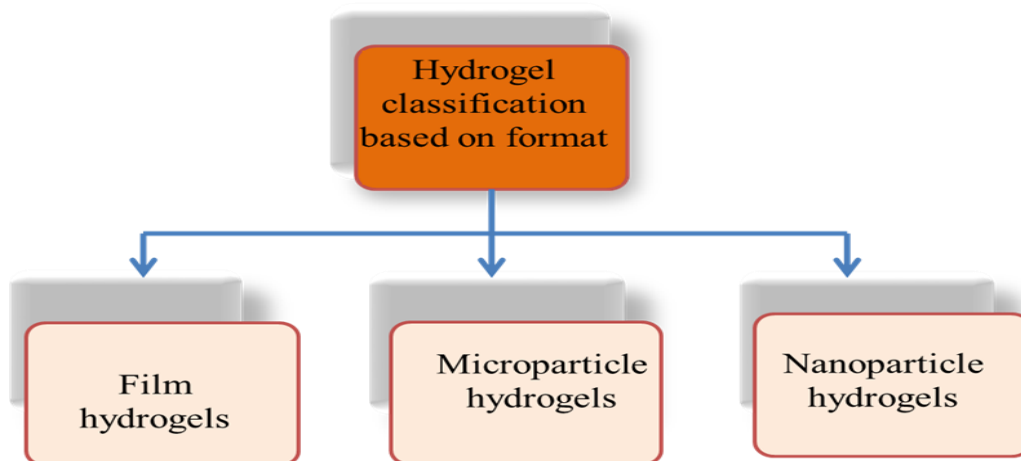 Hydrogel
classification
based on format
Film
hydrogels
Microparticle
hydrogels
Nanoparticle
hydrogels